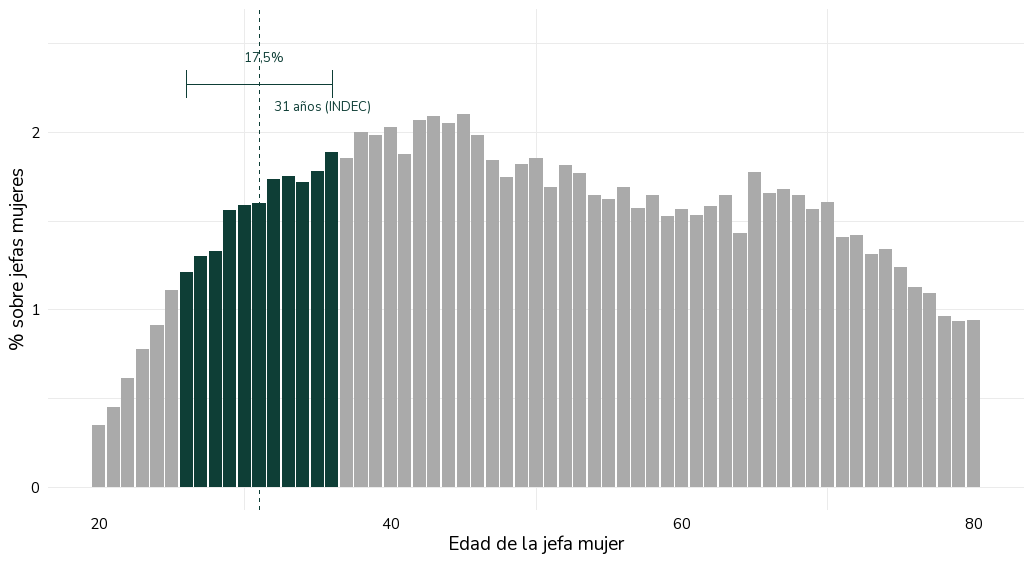 17,5%
31 años (INDEC)
2
1
0
% sobre jefas mujeres
20 40 60 80
Edad de la jefa mujer